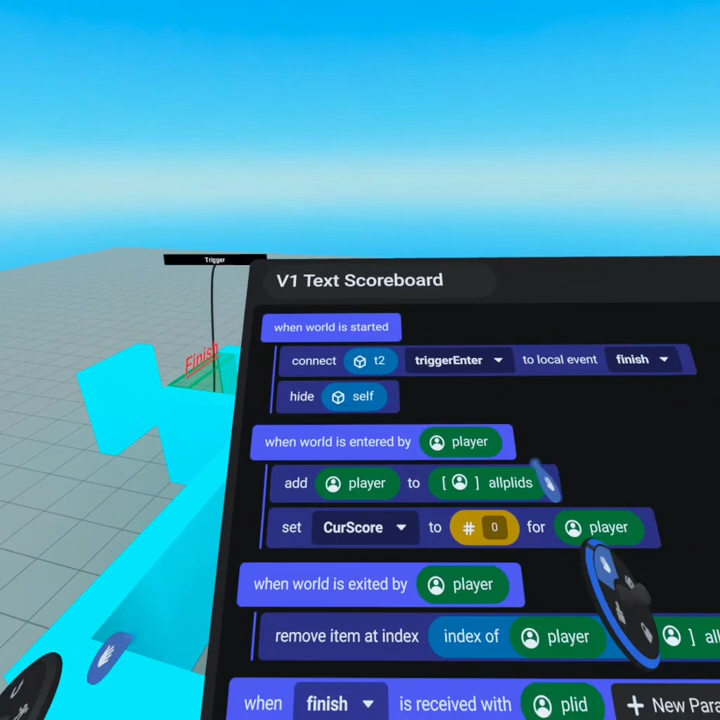 Trigger
V1 Text Scoreboard
when world is started
Finish
connect t2 triggerEnter to local event finish
hide self
when world is entered by player
add player to [ ] allplids
set CurScore to # 0 for player
when world is exited by player
remove item at index index of player ] all
when finish is received with plid + New Para